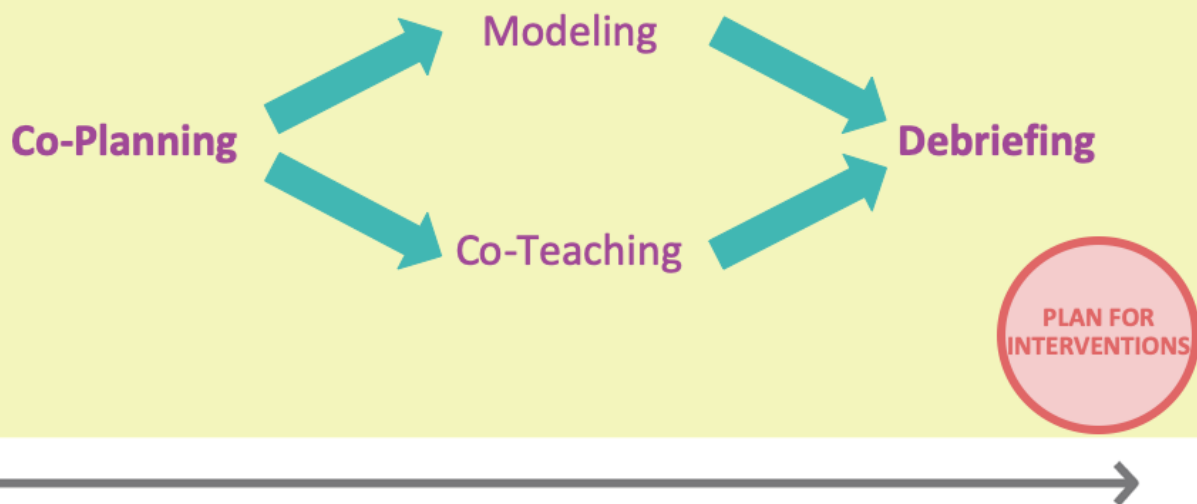 Modeling
Co-Planning
Debriefing
Co-Teaching
PLAN FOR
INTERVENTIONS